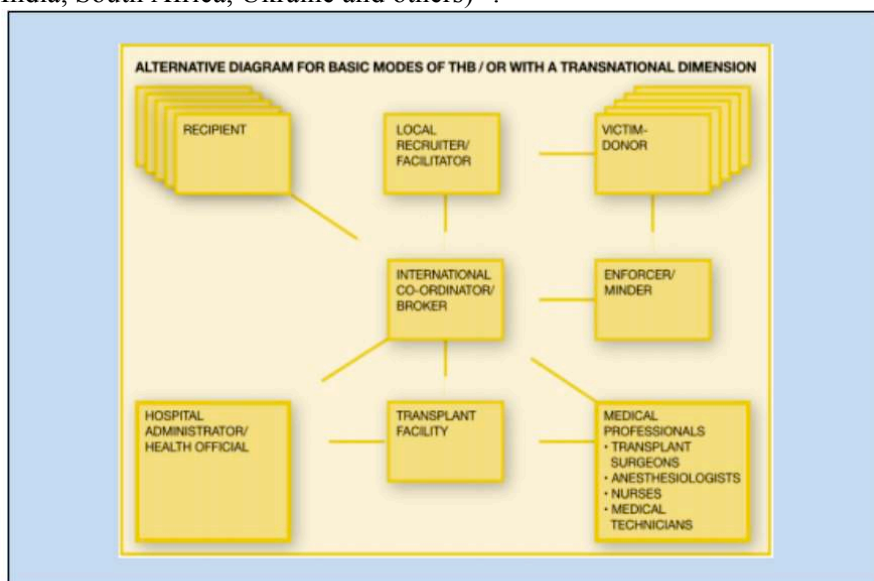 India, South Africa, Ukraine and others)
ALTERNATIVE DIAGRAM FOR BASIC MODES OF THB / OR WITH A TRANSNATIONAL DIMENSION
RECIPIENT
LOCAL
RECRUITER/
FACILITATOR
VICTIM-
DONOR
INTERNATIONAL
CO-ORDINATOR/
BROKER
ENFORCER/
MINDER
HOSPITAL
ADMINISTRATOR/
HEALTH OFFICIAL
TRANSPLANT
FACILITY
MEDICAL
PROFESSIONALS
• TRANSPLANT
SURGEONS
• ANESTHESIOLOGISTS
• NURSES
• MEDICAL
TECHNICIANS